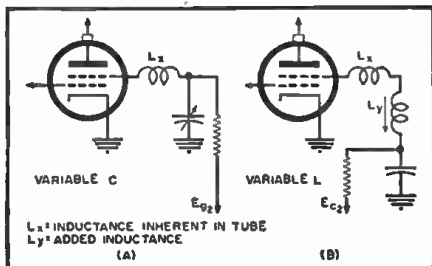 Lx
Lx
Ly
VARIABLE C
Eg2
VARIABLE L
Ec2
Lx= INDUCTANCE INHERENT IN TUBE
Ly= ADDED INDUCTANCE
(A)
(B)